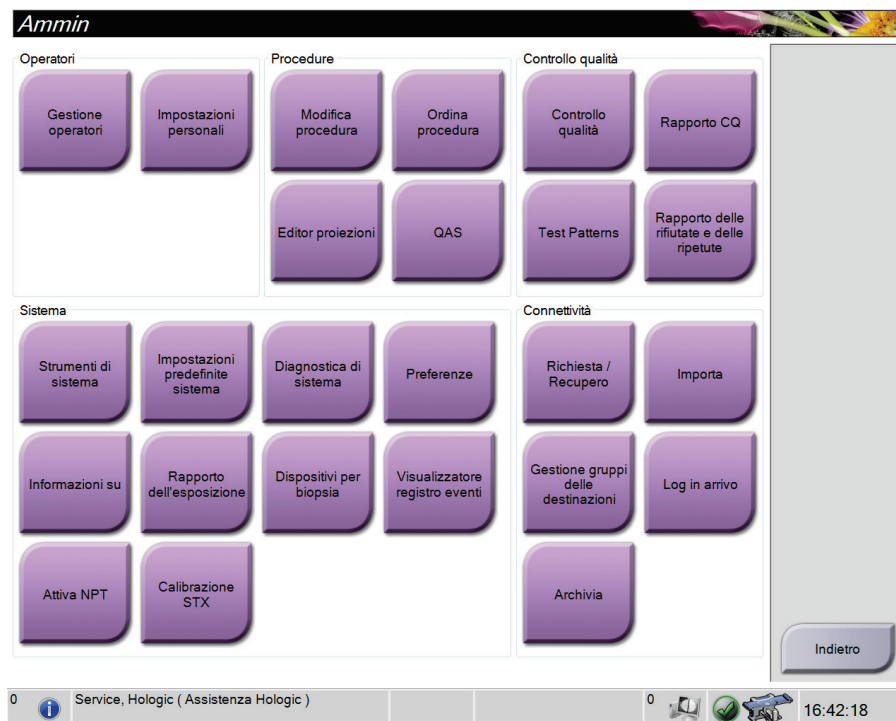 Ammin
Operatori
Gestione
operatori
Impostazioni
personali
Procedure
Modifica
procedura
Ordina
procedura
Editor proiezioni
QAS
Controllo qualità
Controllo
qualità
Rapporto CQ
Test Patterns
Rapporto delle
rifiutate e delle
ripetute
Sistema
Strumenti di
sistema
Impostazioni
predefinite
sistema
Diagnostica di
sistema
Preferenze
Informazioni su
Rapporto
dell'esposizione
Dispositivi per
biopsia
Visualizzatore
registro eventi
Attiva NPT
Calibrazione
STX
Connettività
Richiesta /
Recupero
Importa
Gestione gruppi
delle
destinazioni
Log in arrivo
Archivia
Indietro
0
Service, Hologic ( Assistenza Hologic )
0
16:42:18